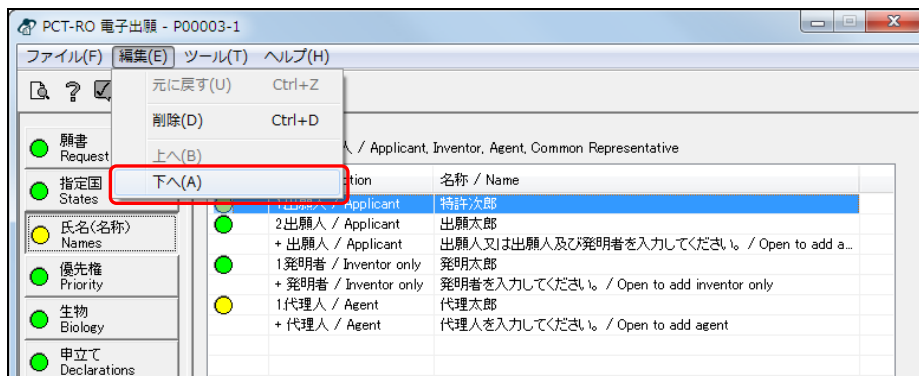 PCT-RO 電子出願 - P00003-1
ファイル(F) 編集(E) ツール(T) ヘルプ(H)
元に戻す(U) Ctrl+Z
削除(D) Ctrl+D
上へ(B)
下へ(A)
人 / Applicant, Inventor, Agent, Common Representative
願書
Request
指定国
States
氏名(名称)
Names
優先権
Priority
生物
Biology
申立て
Declarations
tion 名称 / Name
1出願人 / Applicant 特許次郎
2出願人 / Applicant 出願太郎
+ 出願人 / Applicant 出願人又は出願人及び発明者を入力してください。 / Open to add a...
1発明者 / Inventor only 発明太郎
+ 発明者 / Inventor only 発明者を入力してください。 / Open to add inventor only
1代理人 / Agent 代理太郎
+ 代理人 / Agent 代理人を入力してください。 / Open to add agent